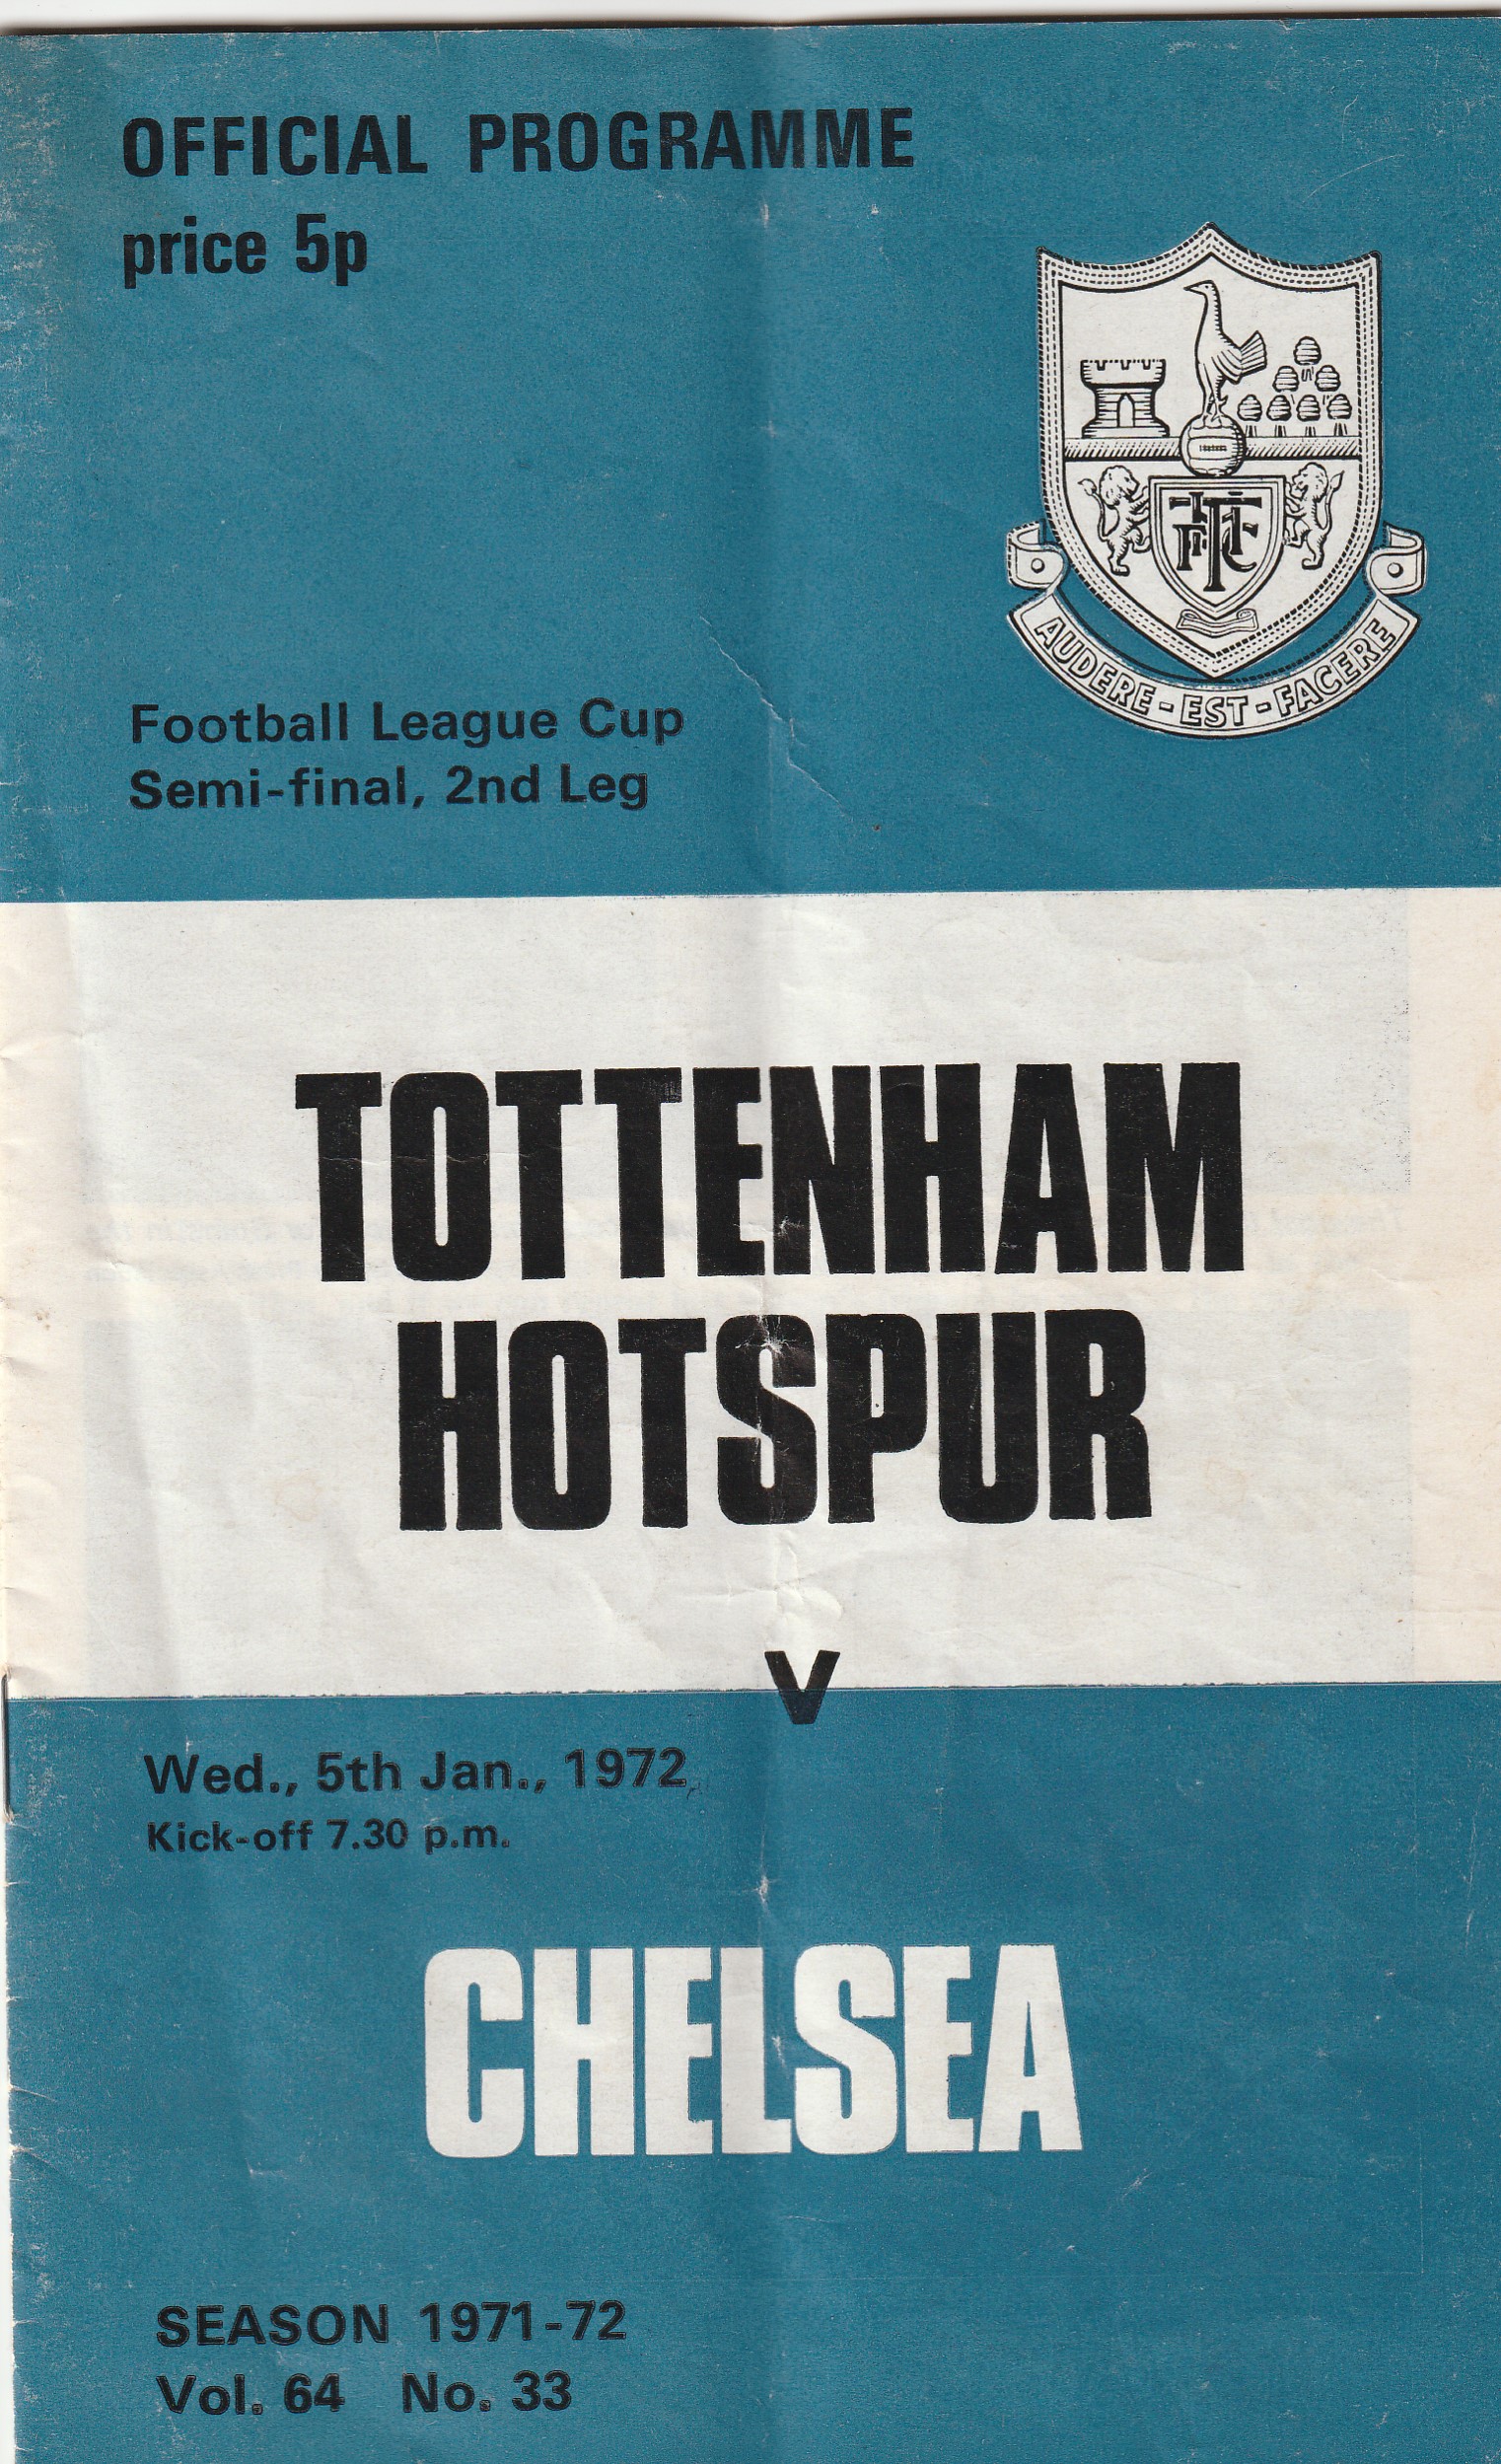 OFFICIAL PROGRAMME
price 5p
AUDERE - EST - FACERE
Football League Cup
Semi-final, 2nd Leg
TOTTENHAM
HOTSPUR
V
Wed., 5th Jan., 1972
Kick-off 7.30 p.m.
CHELSEA
SEASON 1971-72
Vol. 64 No. 33